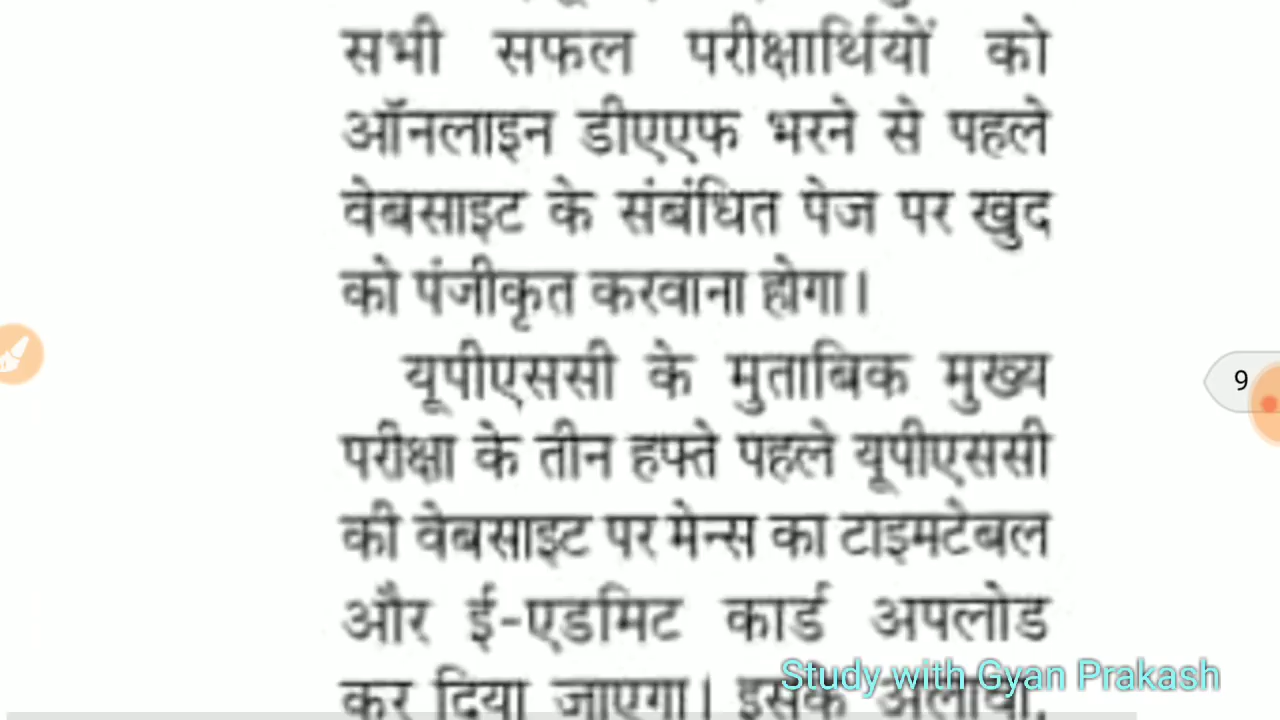 सभी सफल परीक्षार्थियों को
ऑनलाइन डीएएफ भरने से पहले
वेबसाइट के संबंधित पेज पर खुद
को पंजीकृत करवाना होगा।
यूपीएससी के मुताबिक मुख्य
9
परीक्षा के तीन हफ्ते पहले यूपीएससी
की वेबसाइट पर मेन्स का टाइमटेबल
और ई-एडमिट कार्ड अपलोड
कर दिया जाएगा। इसके अलावा,
Study with Gyan Prakash